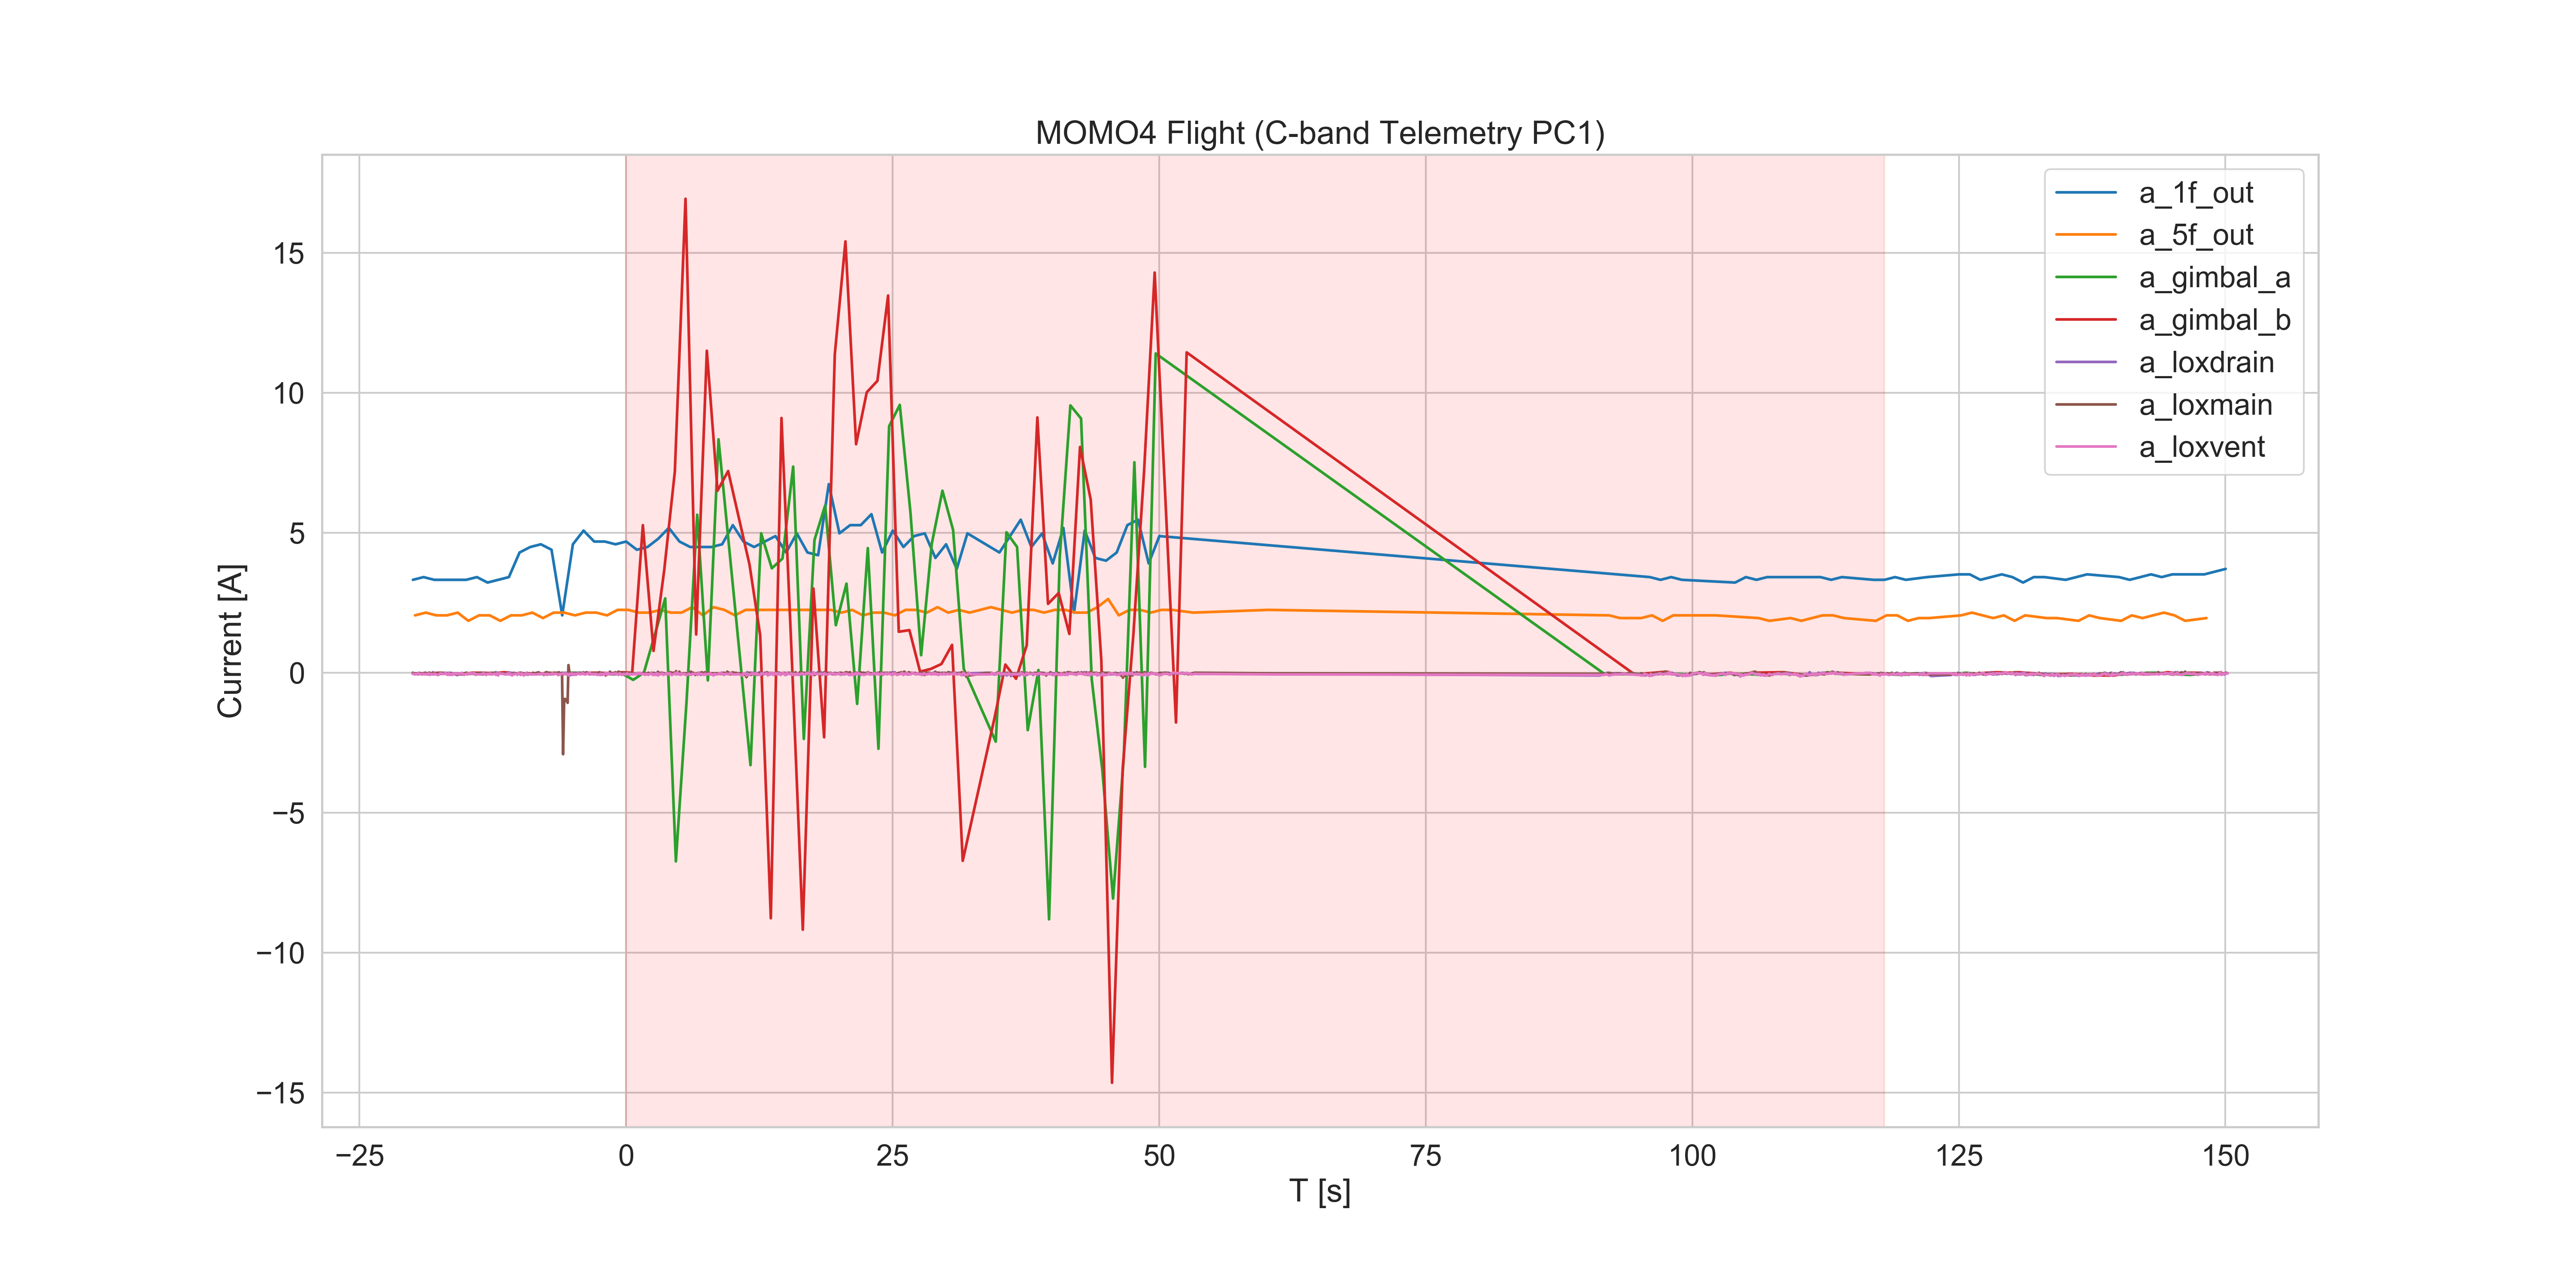 MOMO4 Flight (C-band Telemetry PC1)
a_1f_out
a_5f_out
a_gimbal_a
a_gimbal_b
a_loxdrain
a_loxmain
a_loxvent
15
10
5
0
−5
−10
−15
Current [A]
−25 0 25 50 75 100 125 150
T [s]